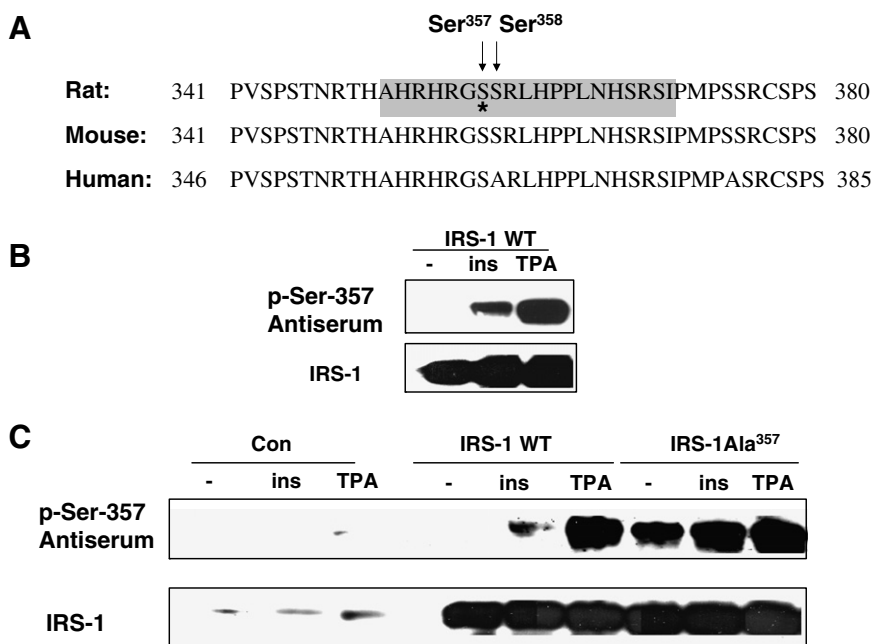 A
Ser357 Ser358
Rat: 341 PVSPSTNRTHAHRHRGSSRLHPPLNHSRSIPMPSSRCSPS 380
*
Mouse: 341 PVSPSTNRTHAHRHRGSSRLHPPLNHSRSIPMPSSRCSPS 380
Human: 346 PVSPSTNRTHAHRHRGSARLHPPLNHSRSIPMPASRCSPS 385
B
IRS-1 WT
- ins TPA
p-Ser-357
Antiserum
IRS-1
C
Con IRS-1 WT IRS-1Ala357
- ins TPA - ins TPA - ins TPA
p-Ser-357
Antiserum
IRS-1